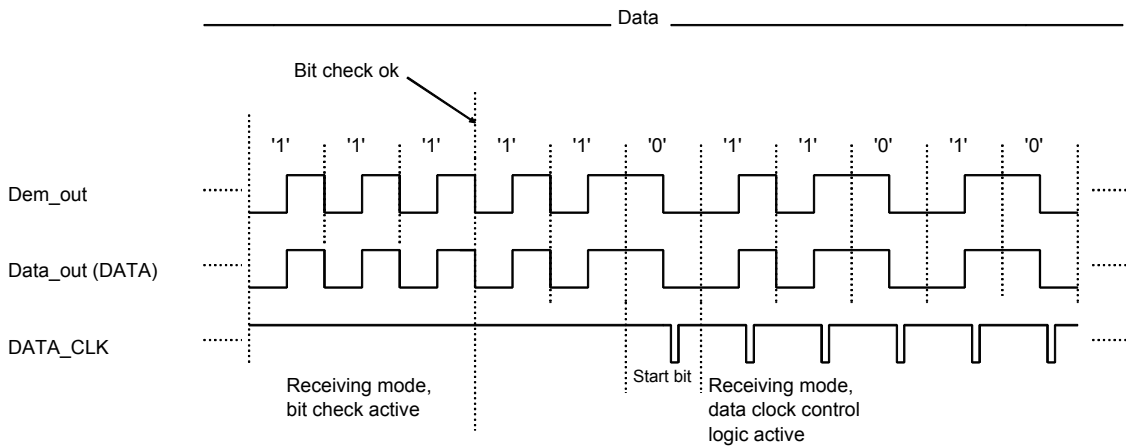 Data
Bit check ok
'1' '1' '1' '1' '1' '0' '1' '1' '0' '1' '0'
Dem_out
Data_out (DATA)
DATA_CLK
Start bit
Receiving mode,
bit check active
Receiving mode,
data clock control
logic active